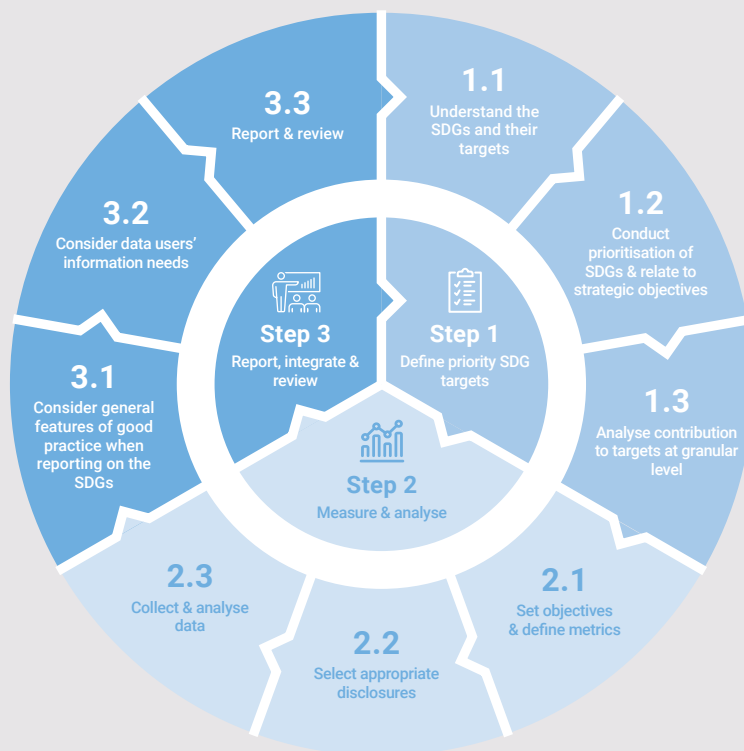 1.1
Understand the
SDGs and their
targets
1.2
Conduct
prioritisation of
SDGs & relate to
strategic objectives
1.3
Analyse contribution
to targets at granular
level
2.1
Set objectives
& define metrics
2.2
Select appropriate
disclosures
2.3
Collect & analyse
data
3.1
Consider general
features of good
practice when
reporting on the
SDGs
3.2
Consider data users’
information needs
3.3
Report & review
Step 1
Define priority SDG
targets
Step 2
Measure & analyse
Step 3
Report, integrate &
review